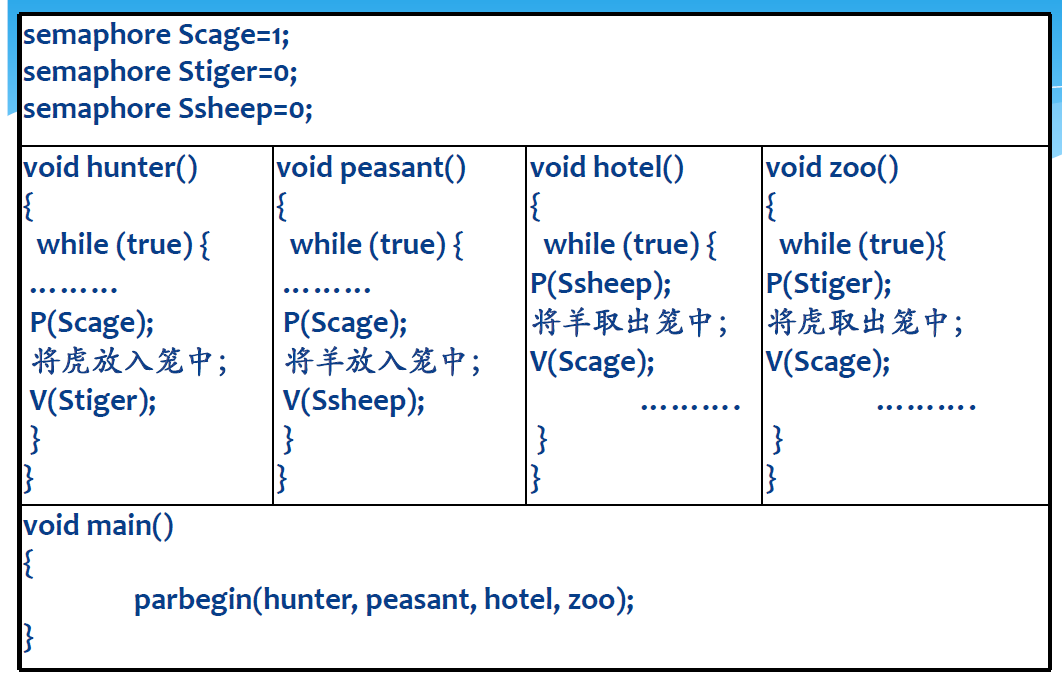 semaphore Scage=1;
semaphore Stiger=0;
semaphore Ssheep=0;
void hunter()
{
while (true) {
………
P(Scage);
将虎放入笼中;
V(Stiger);
}
}
void peasant()
{
while (true) {
………
P(Scage);
将羊放入笼中;
V(Ssheep);
}
}
void hotel()
{
while (true) {
P(Ssheep);
将羊取出笼中;
V(Scage);
……….
}
}
void zoo()
{
while (true){
P(Stiger);
将虎取出笼中;
V(Scage);
……….
}
}
void main()
{
parbegin(hunter, peasant, hotel, zoo);
}